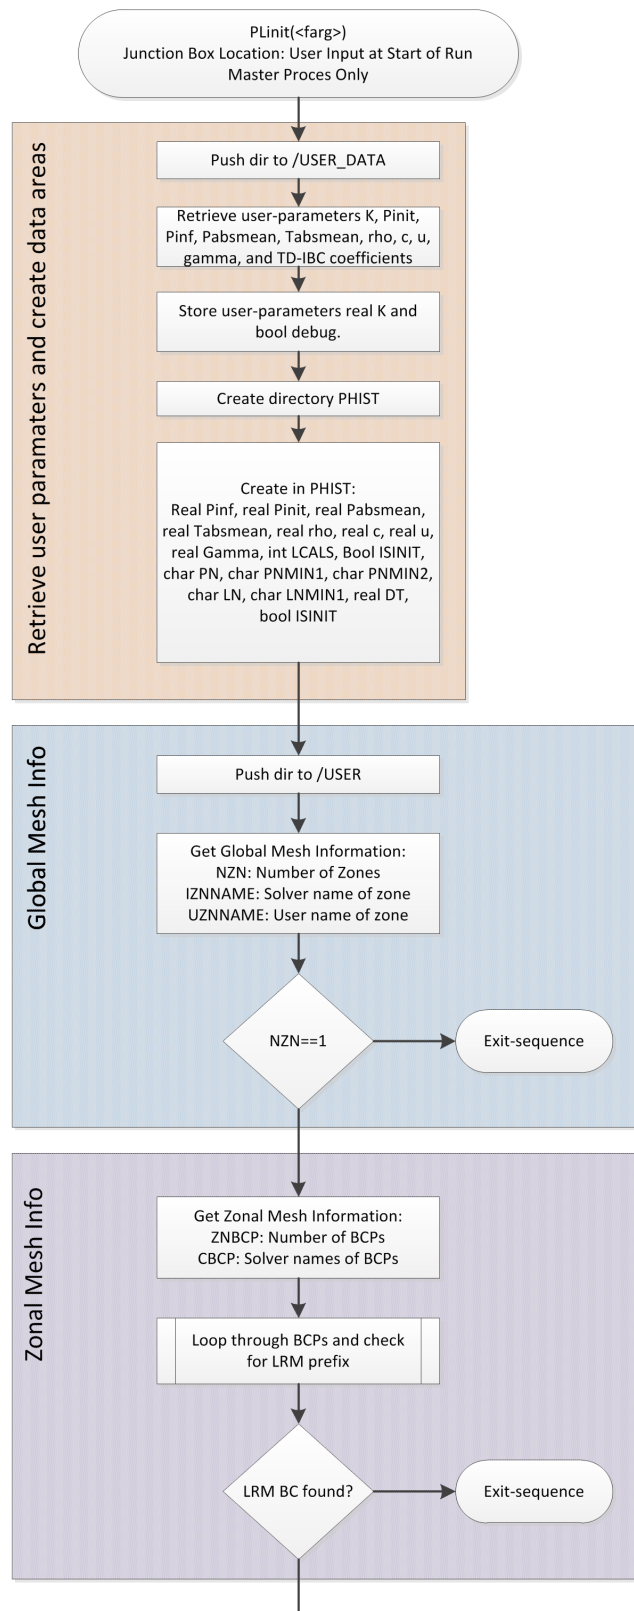 PLinit(<farg>)
Junction Box Location: User Input at Start of Run
Master Proces Only
Retrieve user paramaters and create data areas
Push dir to /USER_DATA
Retrieve user-parameters K, Pinit,
Pinf, Pabsmean, Tabsmean, rho, c, u,
gamma, and TD-IBC coefficients
Store user-parameters real K and
bool debug.
Create directory PHIST
Create in PHIST:
Real Pinf, real Pinit, real Pabsmean,
real Tabsmean, real rho, real c, real u,
real Gamma, int LCALS, Bool ISINIT,
char PN, char PNMIN1, char PNMIN2,
char LN, char LNMIN1, real DT,
bool ISINIT
Global Mesh Info
Push dir to /USER
Get Global Mesh Information:
NZN: Number of Zones
IZNNAME: Solver name of zone
UZNNAME: User name of zone
NZN==1
Exit-sequence
Zonal Mesh Info
Get Zonal Mesh Information:
ZNBCP: Number of BCPs
CBCP: Solver names of BCPs
Loop through BCPs and check
for LRM prefix
LRM BC found?
Exit-sequence